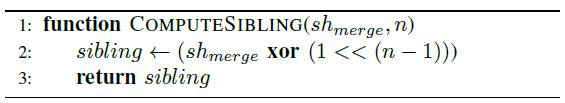 1: function COMPUTESIBLING(sh_merge, n)
2: sibling ← (sh_merge xor (1 << (n − 1)))
3: return sibling